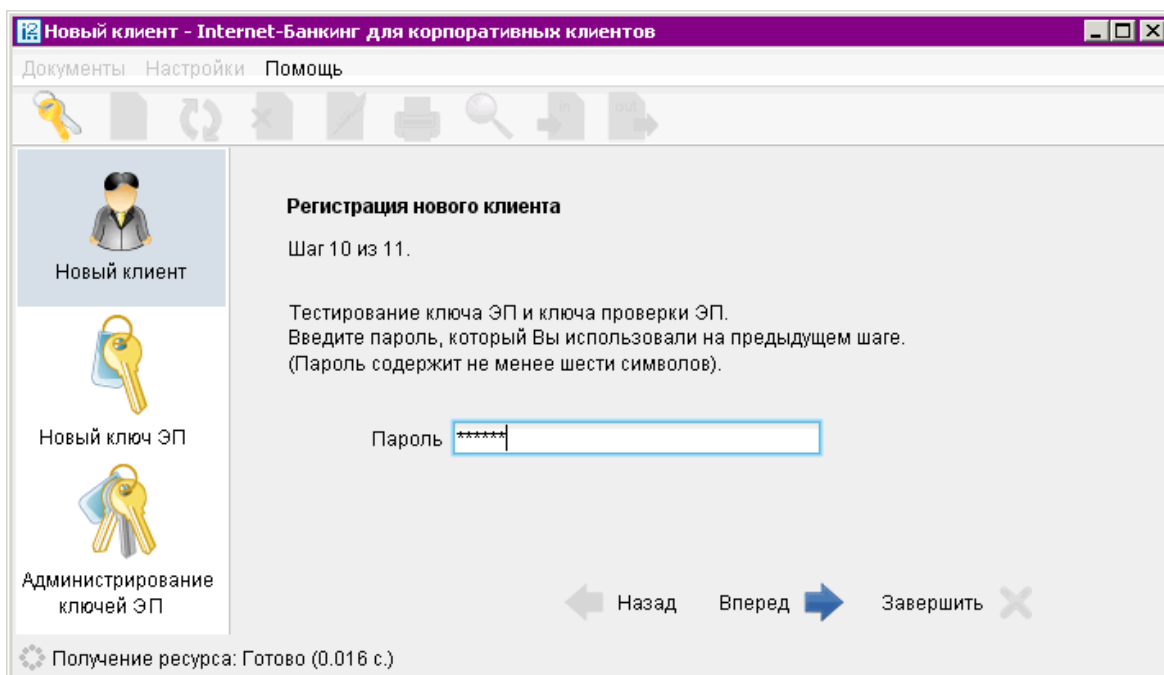 Новый клиент - Internet-Банкинг для корпоративных клиентов
Документы Настройки Помощь
in
out
Новый клиент
Новый ключ ЭП
Администрирование
ключей ЭП
Регистрация нового клиента
Шаг 10 из 11.
Тестирование ключа ЭП и ключа проверки ЭП.
Введите пароль, который Вы использовали на предыдущем шаге.
(Пароль содержит не менее шести символов).
Пароль ******
Назад Вперед Завершить
Получение ресурса: Готово (0.016 с.)